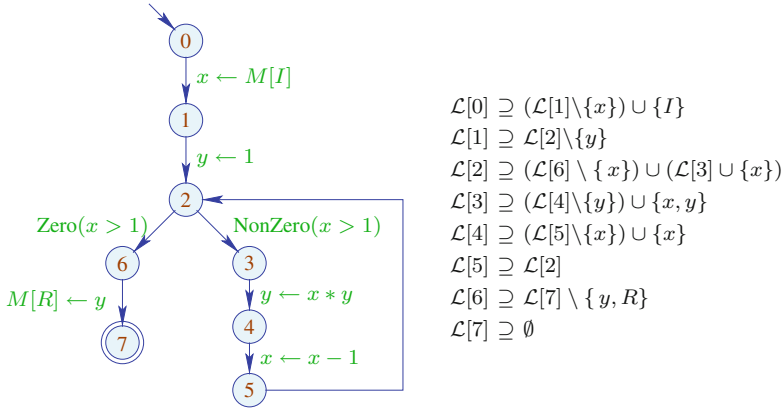 0
x ← M[I]
1
y ← 1
2
Zero(x > 1)
NonZero(x > 1)
6
3
M[R] ← y
y ← x ∗ y
7
4
x ← x − 1
5
ℒ[0] ⊇ (ℒ[1]\{x}) ∪ {I}
ℒ[1] ⊇ ℒ[2]\{y}
ℒ[2] ⊇ (ℒ[6] \ { x}) ∪ (ℒ[3] ∪ {x})
ℒ[3] ⊇ (ℒ[4]\{y}) ∪ {x, y}
ℒ[4] ⊇ (ℒ[5]\{x}) ∪ {x}
ℒ[5] ⊇ ℒ[2]
ℒ[6] ⊇ ℒ[7] \ { y, R}
ℒ[7] ⊇ ∅